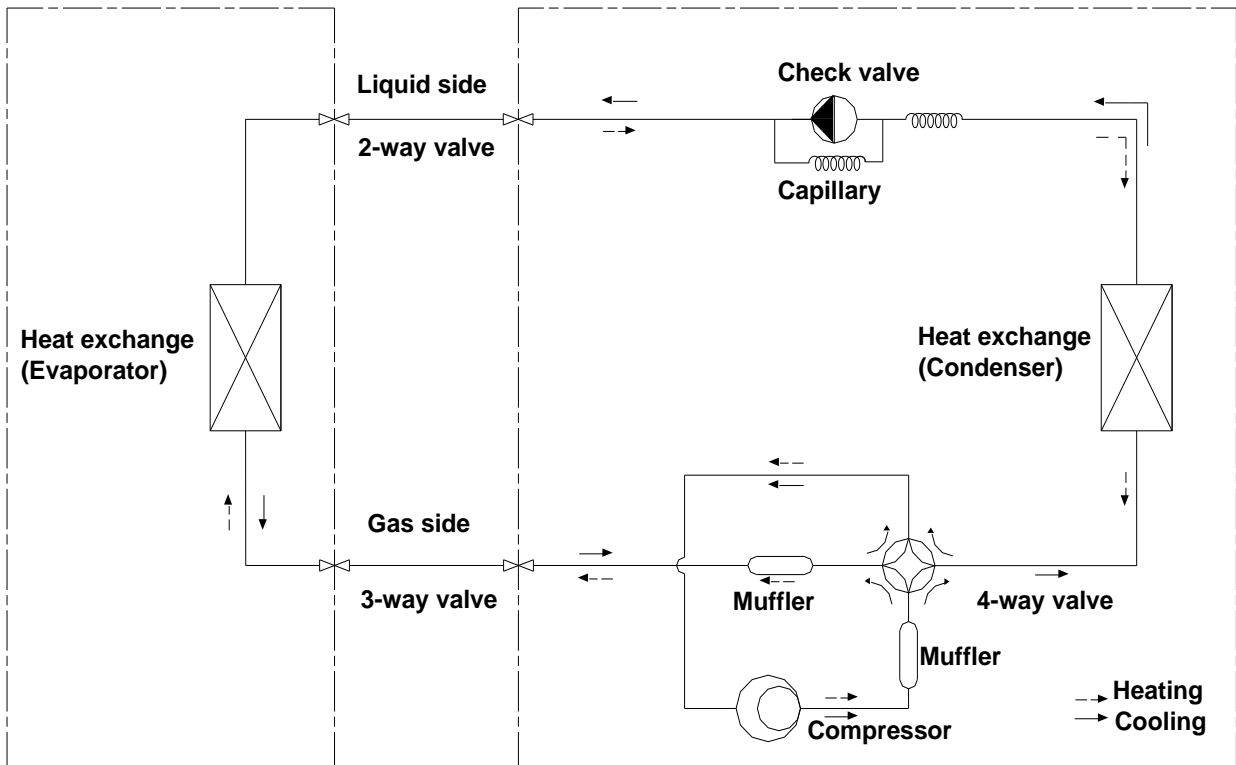 Liquid side
2-way valve
Check valve
Capillary
Heat exchange
(Evaporator)
Heat exchange
(Condenser)
Gas side
3-way valve
Muffler
4-way valve
Muffler
Compressor
Heating
Cooling